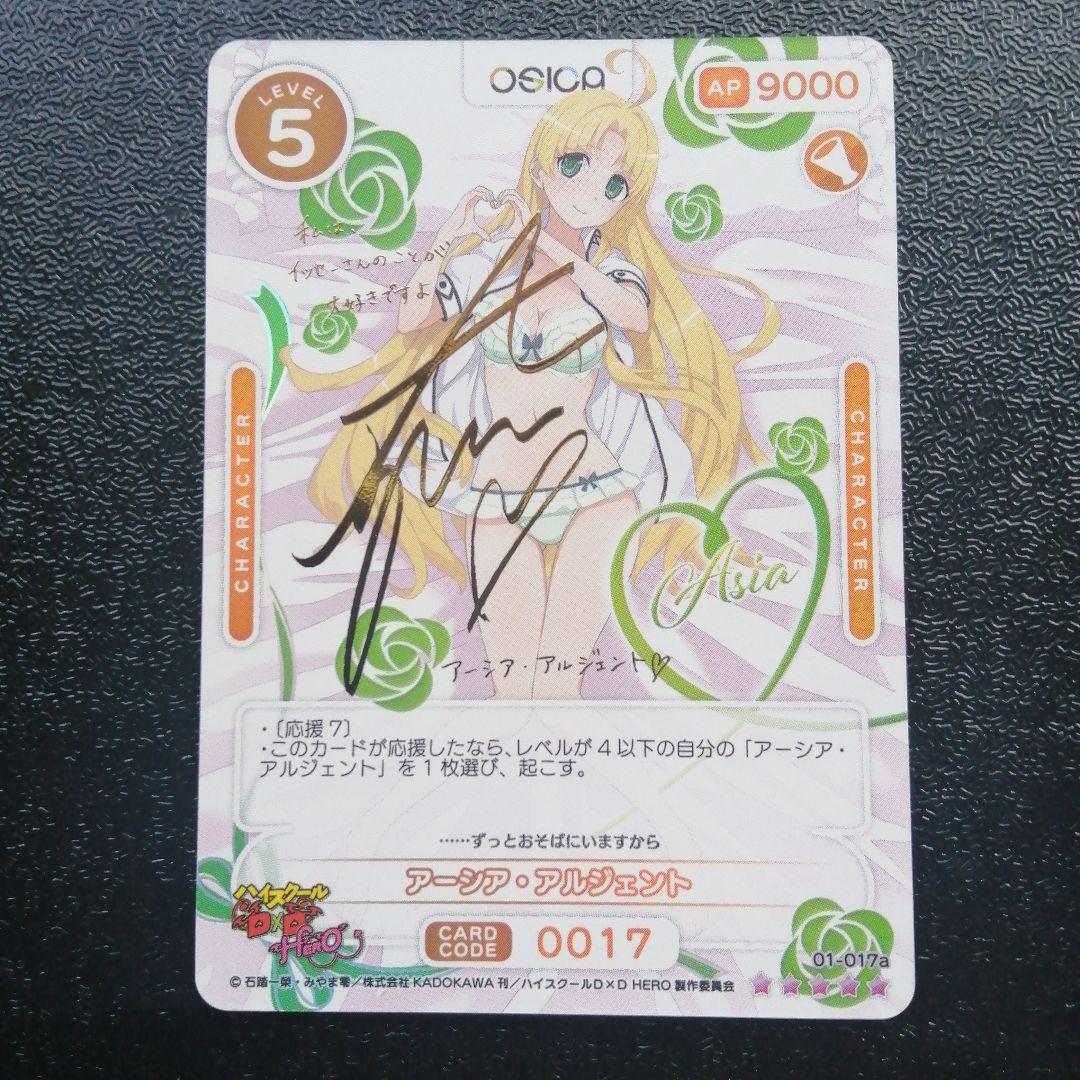 LEVEL
5
OSICA
AP 9000
私は、
イッセーさんのことが
大好きですよ
CHARACTER
CHARACTER
Asia
アーシア・アルジェント♡
・〔応援7〕
・このカードが応援したなら、レベルが4以下の自分の「アーシア・
アルジェント」を1枚選び、起こす。
……ずっとおそばにいますから
アーシア・アルジェント
ハイスクール
D×D
HERO
CARD
CODE
0017
01-017a
© 石踏一榮・みやま零／株式会社 KADOKAWA 刊／ハイスクールD×D HERO 製作委員会